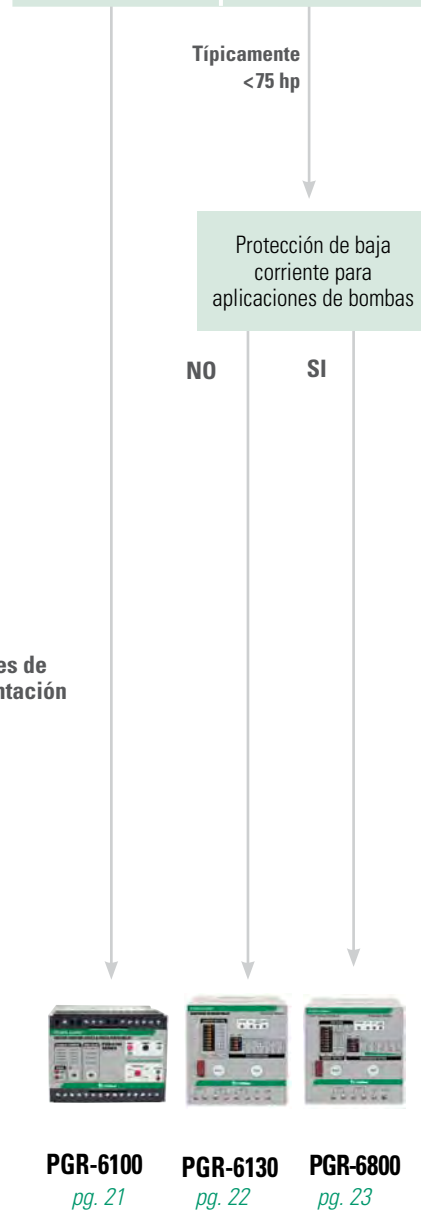 Típicamente
<75 hp
Protección de baja
corriente para
aplicaciones de bombas
NO
SI
es de
ntación
PGR-6100
pg. 21
PGR-6130
pg. 22
PGR-6800
pg. 23